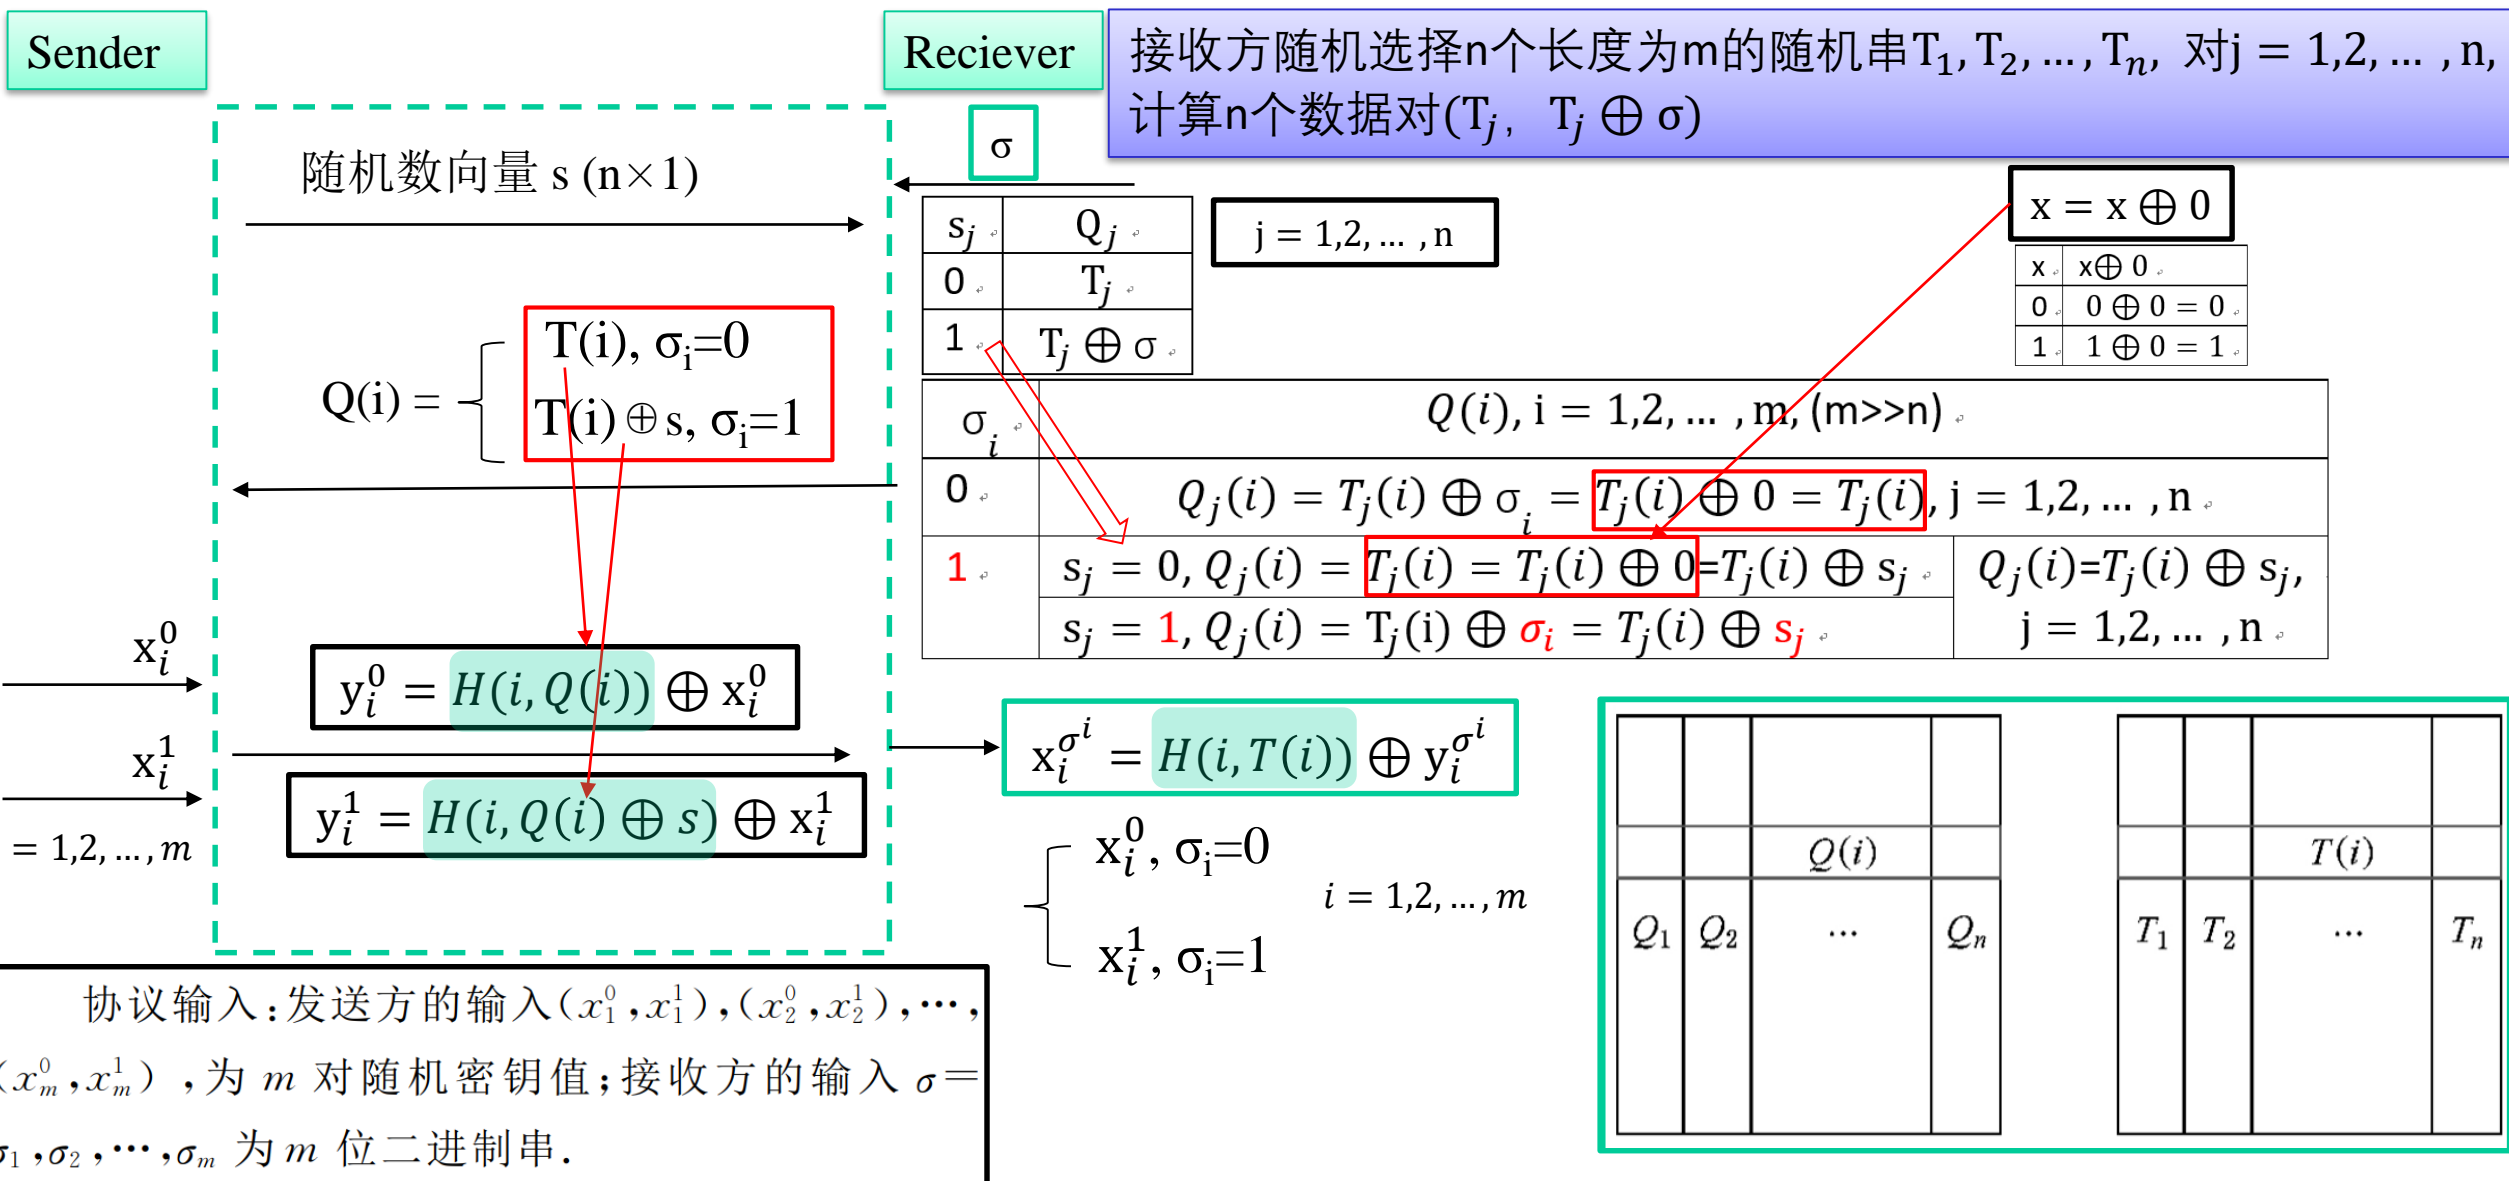 Sender
Reciever
接收方随机选择n个长度为m的随机串T₁, T₂, …, Tₙ, 对j = 1,2, … , n,
计算n个数据对(Tⱼ, Tⱼ ⊕ σ)
σ
随机数向量 s (n×1)
sⱼ Qⱼ
0 Tⱼ
1 Tⱼ ⊕ σ
j = 1,2, … , n
x = x ⊕ 0
x x⊕ 0
0 0 ⊕ 0 = 0
1 1 ⊕ 0 = 1
Q(i) =
T(i), σᵢ=0
T(i) ⊕ s, σᵢ=1
σᵢ Q(i), i = 1,2, … , m, (m>>n)
0 Qⱼ(i) = Tⱼ(i) ⊕ σᵢ = Tⱼ(i) ⊕ 0 = Tⱼ(i), j = 1,2, … , n
1 sⱼ = 0, Qⱼ(i) = Tⱼ(i) = Tⱼ(i) ⊕ 0=Tⱼ(i) ⊕ sⱼ
sⱼ = 1, Qⱼ(i) = Tⱼ(i) ⊕ σᵢ = Tⱼ(i) ⊕ sⱼ
Qⱼ(i)=Tⱼ(i) ⊕ sⱼ,
j = 1,2, … , n
xᵢ⁰
xᵢ¹
= 1,2, … , m
yᵢ⁰ = H(i, Q(i)) ⊕ xᵢ⁰
yᵢ¹ = H(i, Q(i) ⊕ s) ⊕ xᵢ¹
xᵢ^σⁱ = H(i, T(i)) ⊕ yᵢ^σⁱ
xᵢ⁰, σᵢ=0
xᵢ¹, σᵢ=1
i = 1,2, … , m
Q(i)
Q₁ Q₂ … Qₙ
T(i)
T₁ T₂ … Tₙ
协议输入:发送方的输入(x₁⁰,x₁¹),(x₂⁰,x₂¹),…,
(xₘ⁰,xₘ¹) ,为 m 对随机密钥值;接收方的输入 σ=
σ₁,σ₂,…,σₘ 为 m 位二进制串.